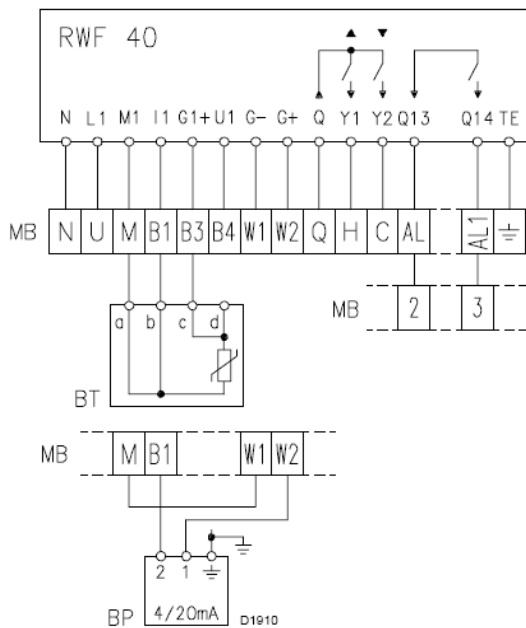 RWF 40
N L1 M1 I1 G1+ U1 G- G+ Q Y1 Y2 Q13 Q14 TE
MB N U M B1 B3 B4 W1 W2 Q H C AL AL1
MB 2 3
a b c d
BT
MB M B1 W1 W2
2 1
BP 4/20mA D1910